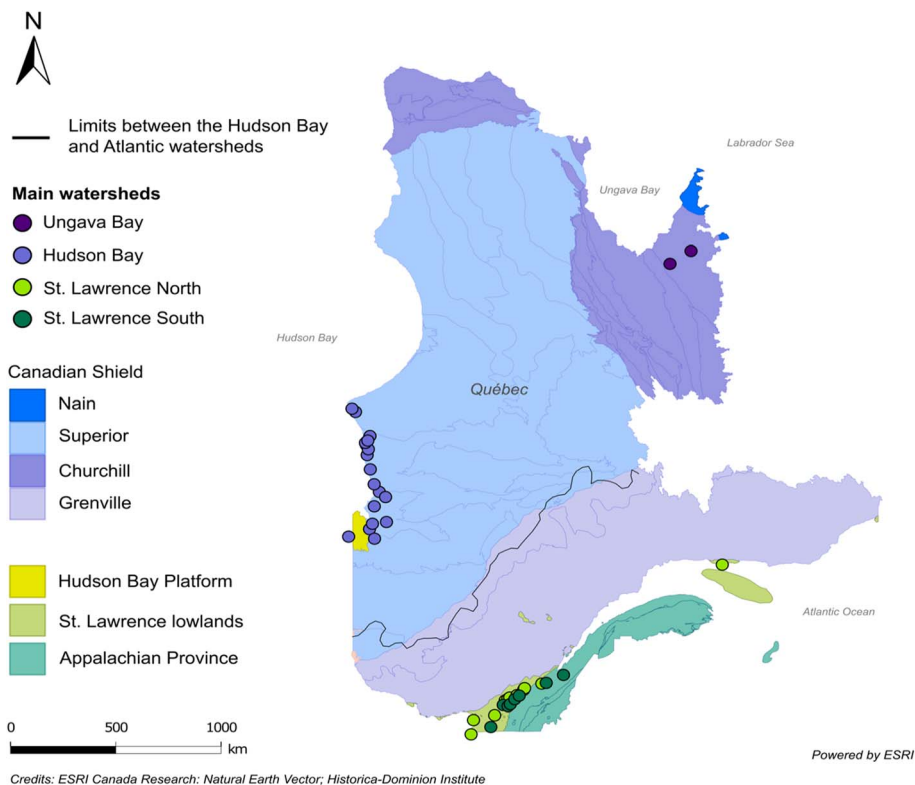 N
Limits between the Hudson Bay
and Atlantic watersheds
Main watersheds
Ungava Bay
Hudson Bay
St. Lawrence North
St. Lawrence South
Canadian Shield
Nain
Superior
Churchill
Grenville
Hudson Bay Platform
St. Lawrence lowlands
Appalachian Province
0 500 1000
km
Labrador Sea
Ungava Bay
Hudson Bay
Québec
Atlantic Ocean
Powered by ESRI
Credits: ESRI Canada Research: Natural Earth Vector; Historica-Dominion Institute